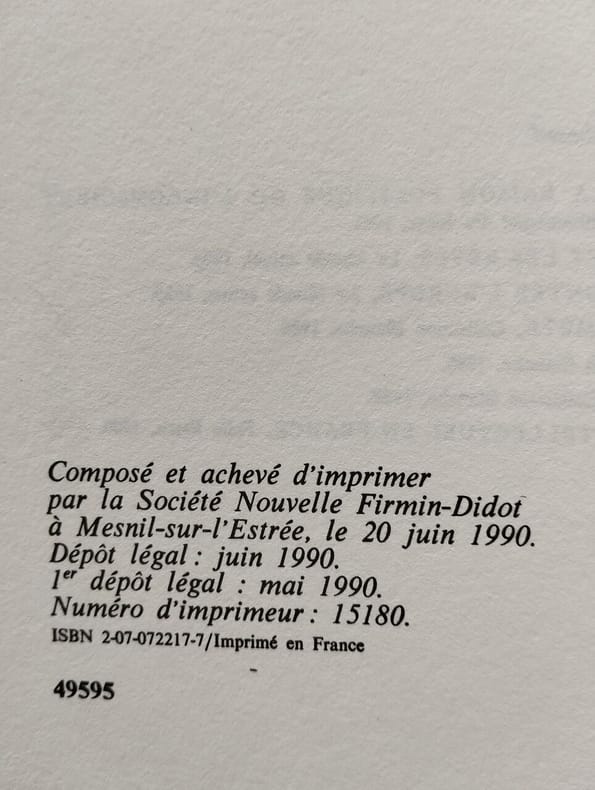 Composé et achevé d'imprimer
par la Société Nouvelle Firmin-Didot
à Mesnil-sur-l'Estrée, le 20 juin 1990.
Dépôt légal : juin 1990.
1er dépôt légal : mai 1990.
Numéro d'imprimeur : 15180.
ISBN 2-07-072217-7/Imprimé en France
49595